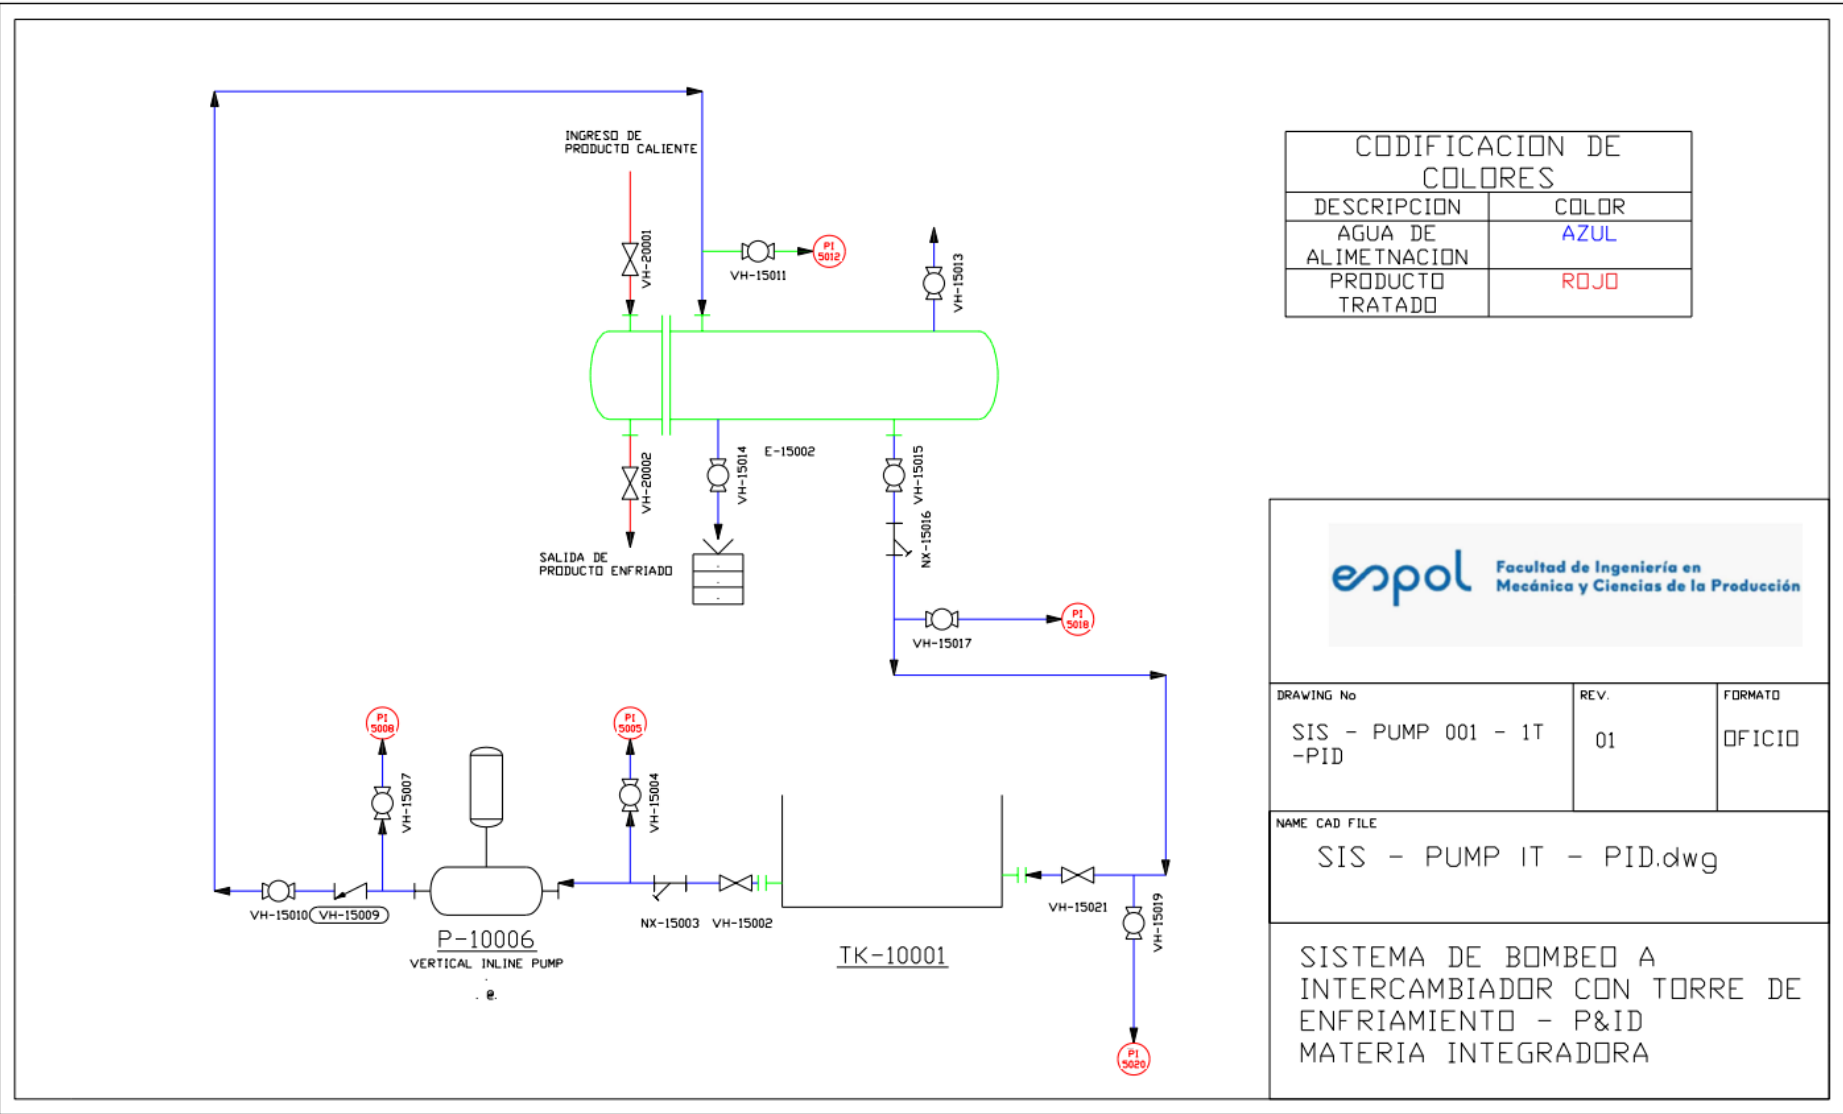 INGRESO DE
PRODUCTO CALIENTE
VH-20001
VH-15011
PI
5012
VH-15013
CODIFICACION DE
COLORES
DESCRIPCION
COLOR
AGUA DE
ALIMETNACION
AZUL
PRODUCTO
TRATADO
ROJO
VH-20002
VH-15014
E-15002
VH-15015
NX-15016
SALIDA DE
PRODUCTO ENFRIADO
VH-15017
PI
5018
espol
Facultad de Ingeniería en
Mecánica y Ciencias de la Producción
DRAWING No
SIS - PUMP 001 - 1T
-PID
REV.
01
FORMATO
OFICIO
PI
5008
VH-15007
PI
5005
VH-15004
NAME CAD FILE
SIS - PUMP 1T - PID.dwg
VH-15010
VH-15009
P-10006
VERTICAL INLINE PUMP
NX-15003
VH-15002
TK-10001
VH-15021
VH-15019
PI
5020
SISTEMA DE BOMBEO A
INTERCAMBIADOR CON TORRE DE
ENFRIAMIENTO - P&ID
MATERIA INTEGRADORA